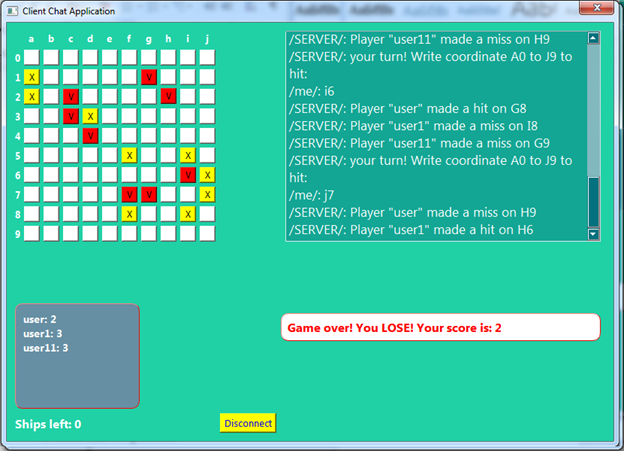 Client Chat Application
a b c d e f g h i j
0
1 X V
2 X V V
3 V X
4 V
5 X X
6 V X
7 V V X
8 X X
9
/SERVER/: Player "user11" made a miss on H9
/SERVER/: your turn! Write coordinate A0 to J9 to
hit:
/me/: i6
/SERVER/: Player "user" made a hit on G8
/SERVER/: Player "user1" made a miss on I8
/SERVER/: Player "user11" made a miss on G9
/SERVER/: your turn! Write coordinate A0 to J9 to
hit:
/me/: j7
/SERVER/: Player "user" made a miss on H9
/SERVER/: Player "user1" made a hit on H6
user: 2
user1: 3
user11: 3
Game over! You LOSE! Your score is: 2
Ships left: 0
Disconnect